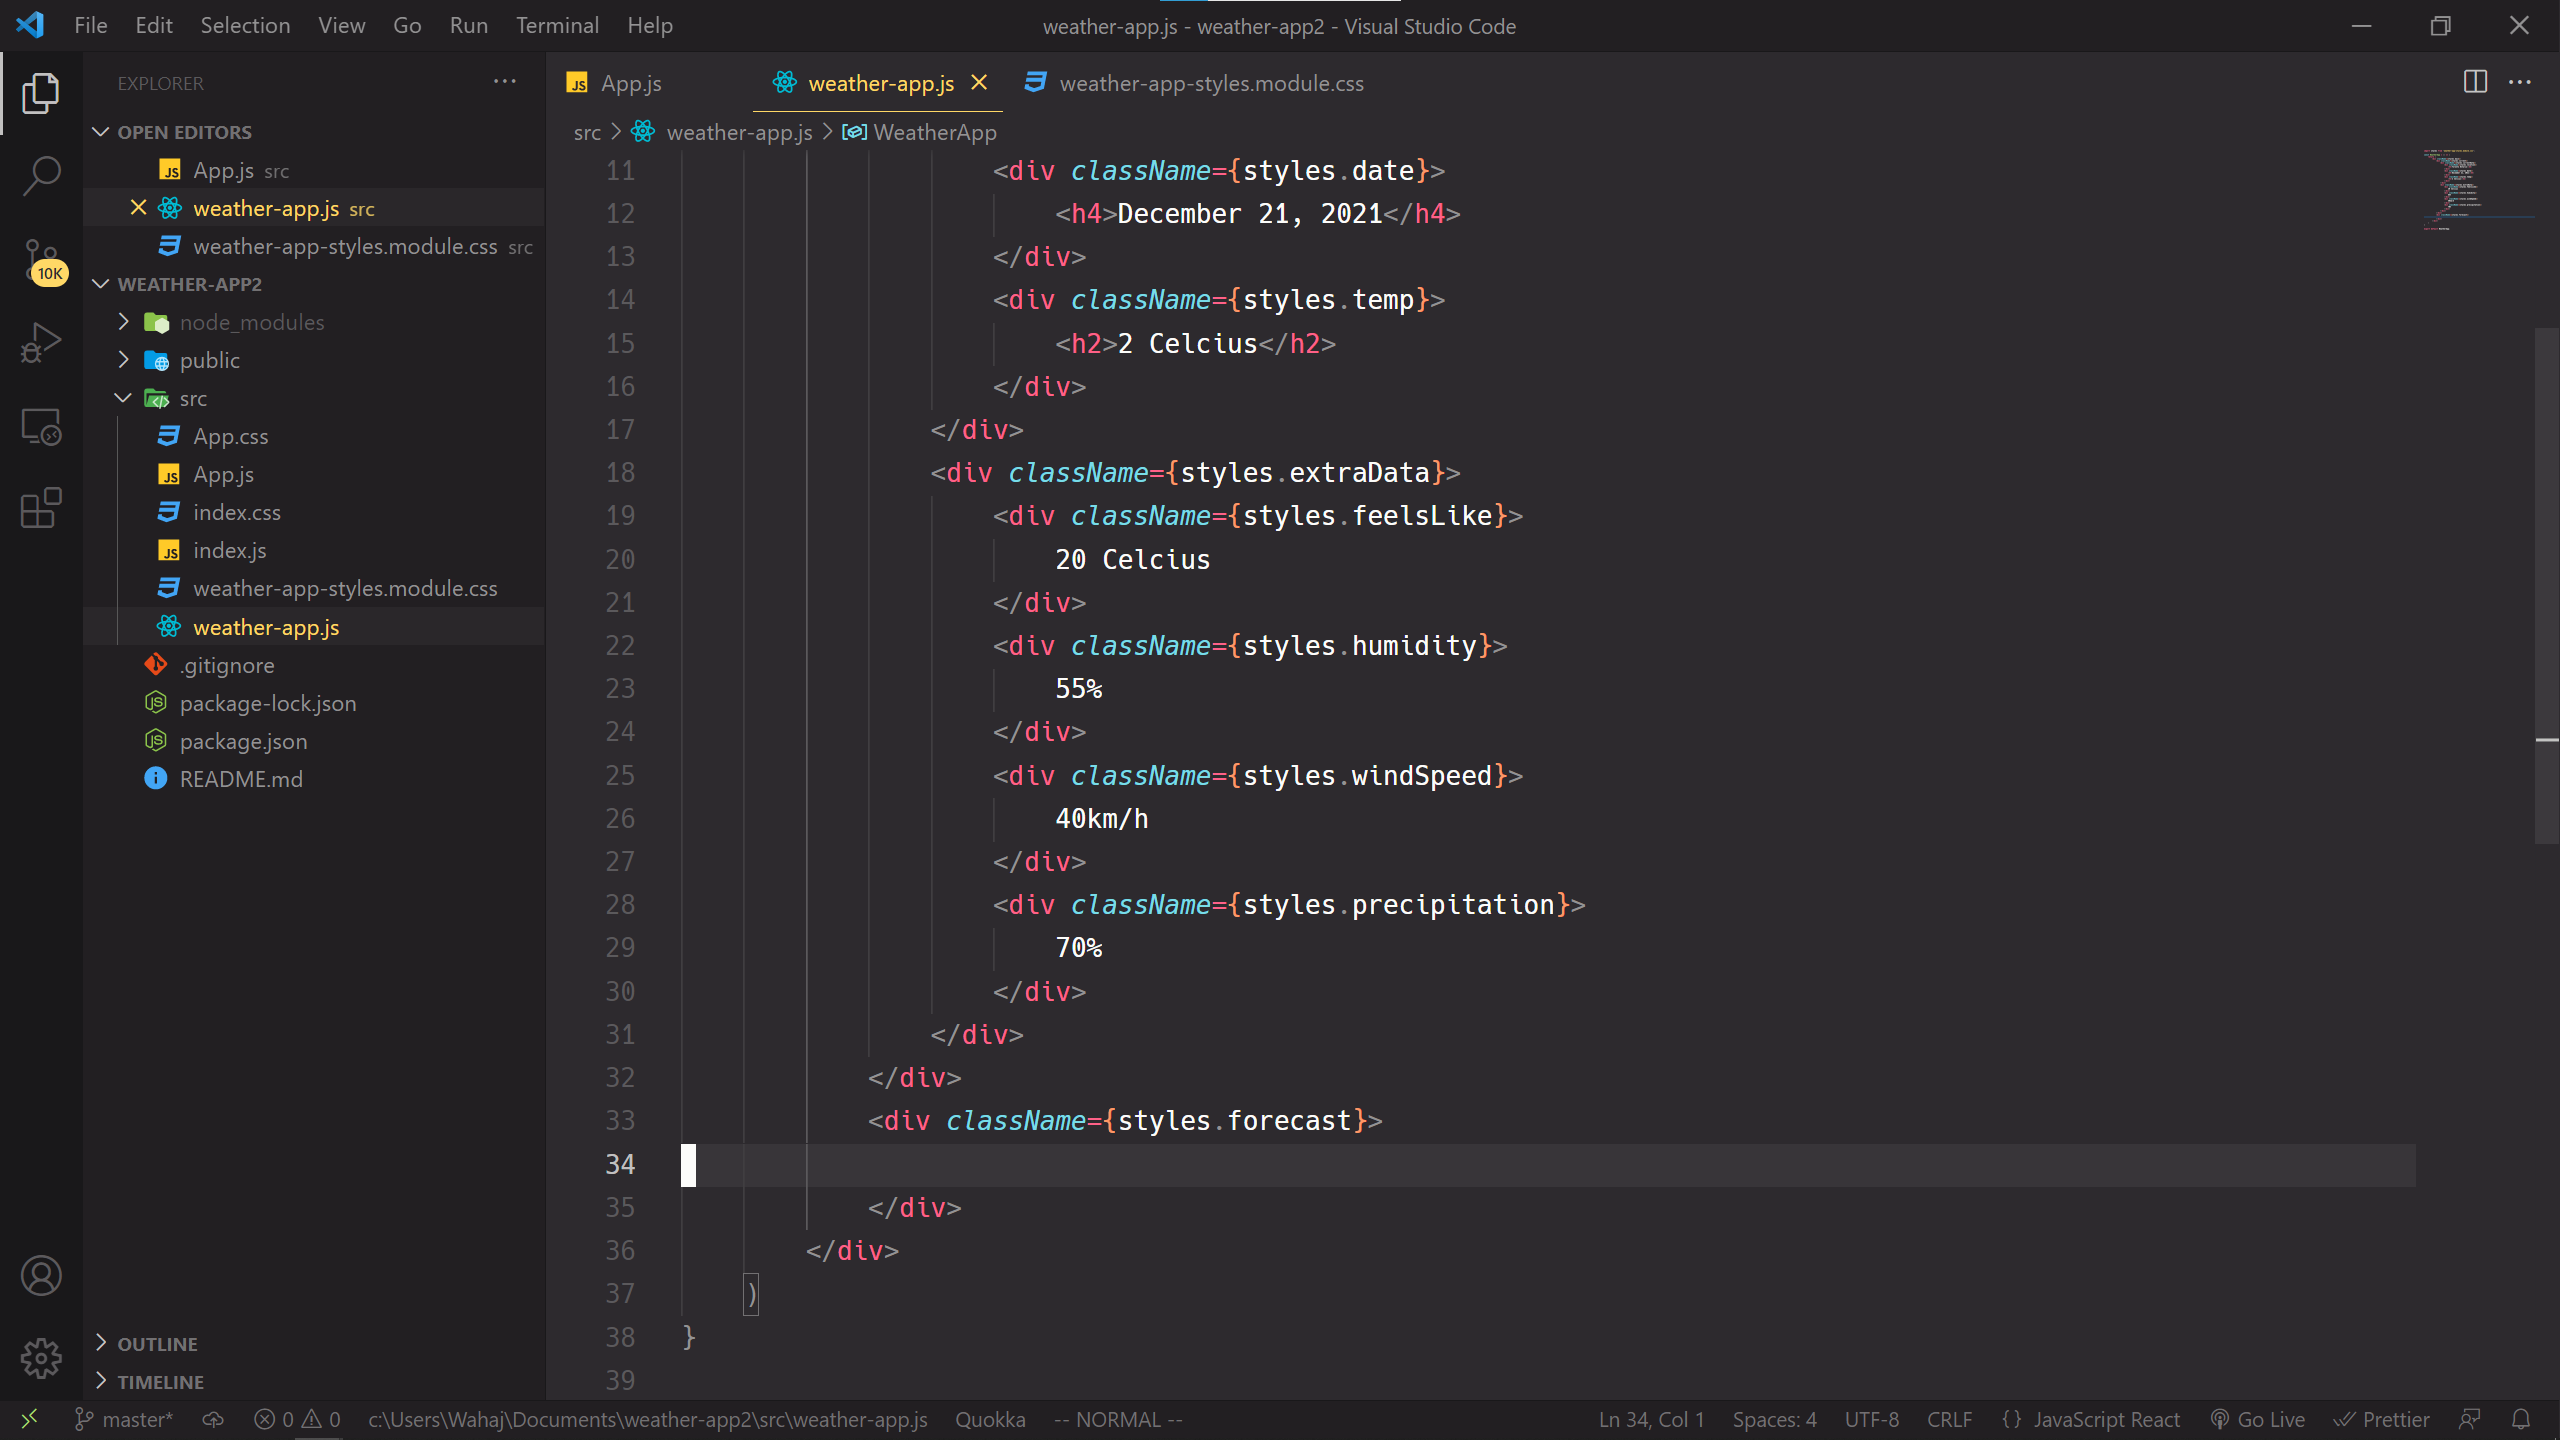 File Edit Selection View Go Run Terminal Help
weather-app.js - weather-app2 - Visual Studio Code
EXPLORER
OPEN EDITORS
App.js src
weather-app.js src
weather-app-styles.module.css src
10K
WEATHER-APP2
node_modules
public
src
App.css
App.js
index.css
index.js
weather-app-styles.module.css
weather-app.js
.gitignore
package-lock.json
package.json
README.md
OUTLINE
TIMELINE
App.js weather-app.js weather-app-styles.module.css
src > weather-app.js > WeatherApp
11 <div className={styles.date}>
12 <h4>December 21, 2021</h4>
13 </div>
14 <div className={styles.temp}>
15 <h2>2 Celcius</h2>
16 </div>
17 </div>
18 <div className={styles.extraData}>
19 <div className={styles.feelsLike}>
20 20 Celcius
21 </div>
22 <div className={styles.humidity}>
23 55%
24 </div>
25 <div className={styles.windSpeed}>
26 40km/h
27 </div>
28 <div className={styles.precipitation}>
29 70%
30 </div>
31 </div>
32 </div>
33 <div className={styles.forecast}>
34
35 </div>
36 </div>
37 )
38 }
39
master* 0 0 c:\Users\Wahaj\Documents\weather-app2\src\weather-app.js Quokka -- NORMAL -- Ln 34, Col 1 Spaces: 4 UTF-8 CRLF {} JavaScript React Go Live Prettier